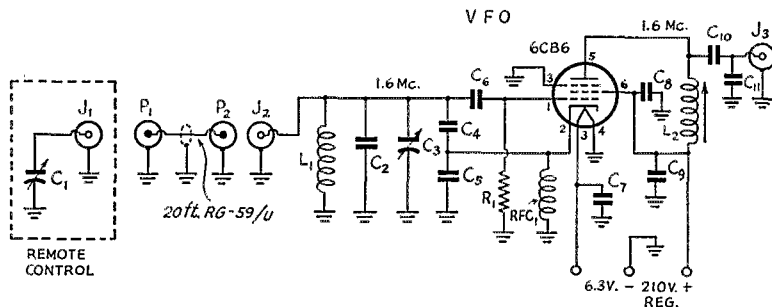 VFO
6CB6
1.6 Mc.
C10
J3
1.6 Mc.
5
C6
3
6
C8
C11
J1
P1
P2
J2
1
2
3
4
L2
C4
C1
L1
C2
C3
C5
R1
RFC1
C7
C9
20 ft. RG-59/U
REMOTE
CONTROL
6.3V. - 210V. +
REG.